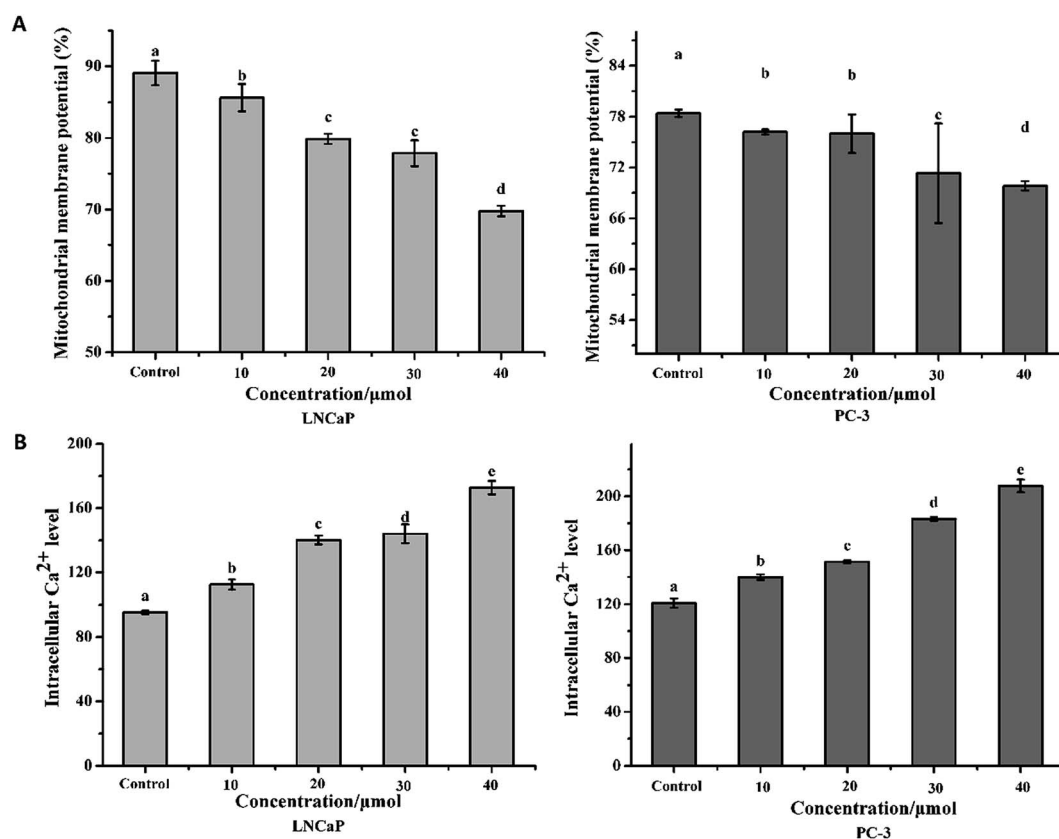 A
Mitochondrial membrane potential (%)
90
80
70
60
50
a
b
c
c
d
Control
10
20
30
40
Concentration/μmol
LNCaP
Mitochondrial membrane potential (%)
84
78
72
66
60
54
a
b
b
c
d
Control
10
20
30
40
Concentration/μmol
PC-3
B
Intracellular Ca2+ level
200
160
120
80
40
0
a
b
c
d
e
Control
10
20
30
40
Concentration/μmol
LNCaP
Intracellular Ca2+ level
200
160
120
80
40
0
a
b
c
d
e
Control
10
20
30
40
Concentration/μmol
PC-3